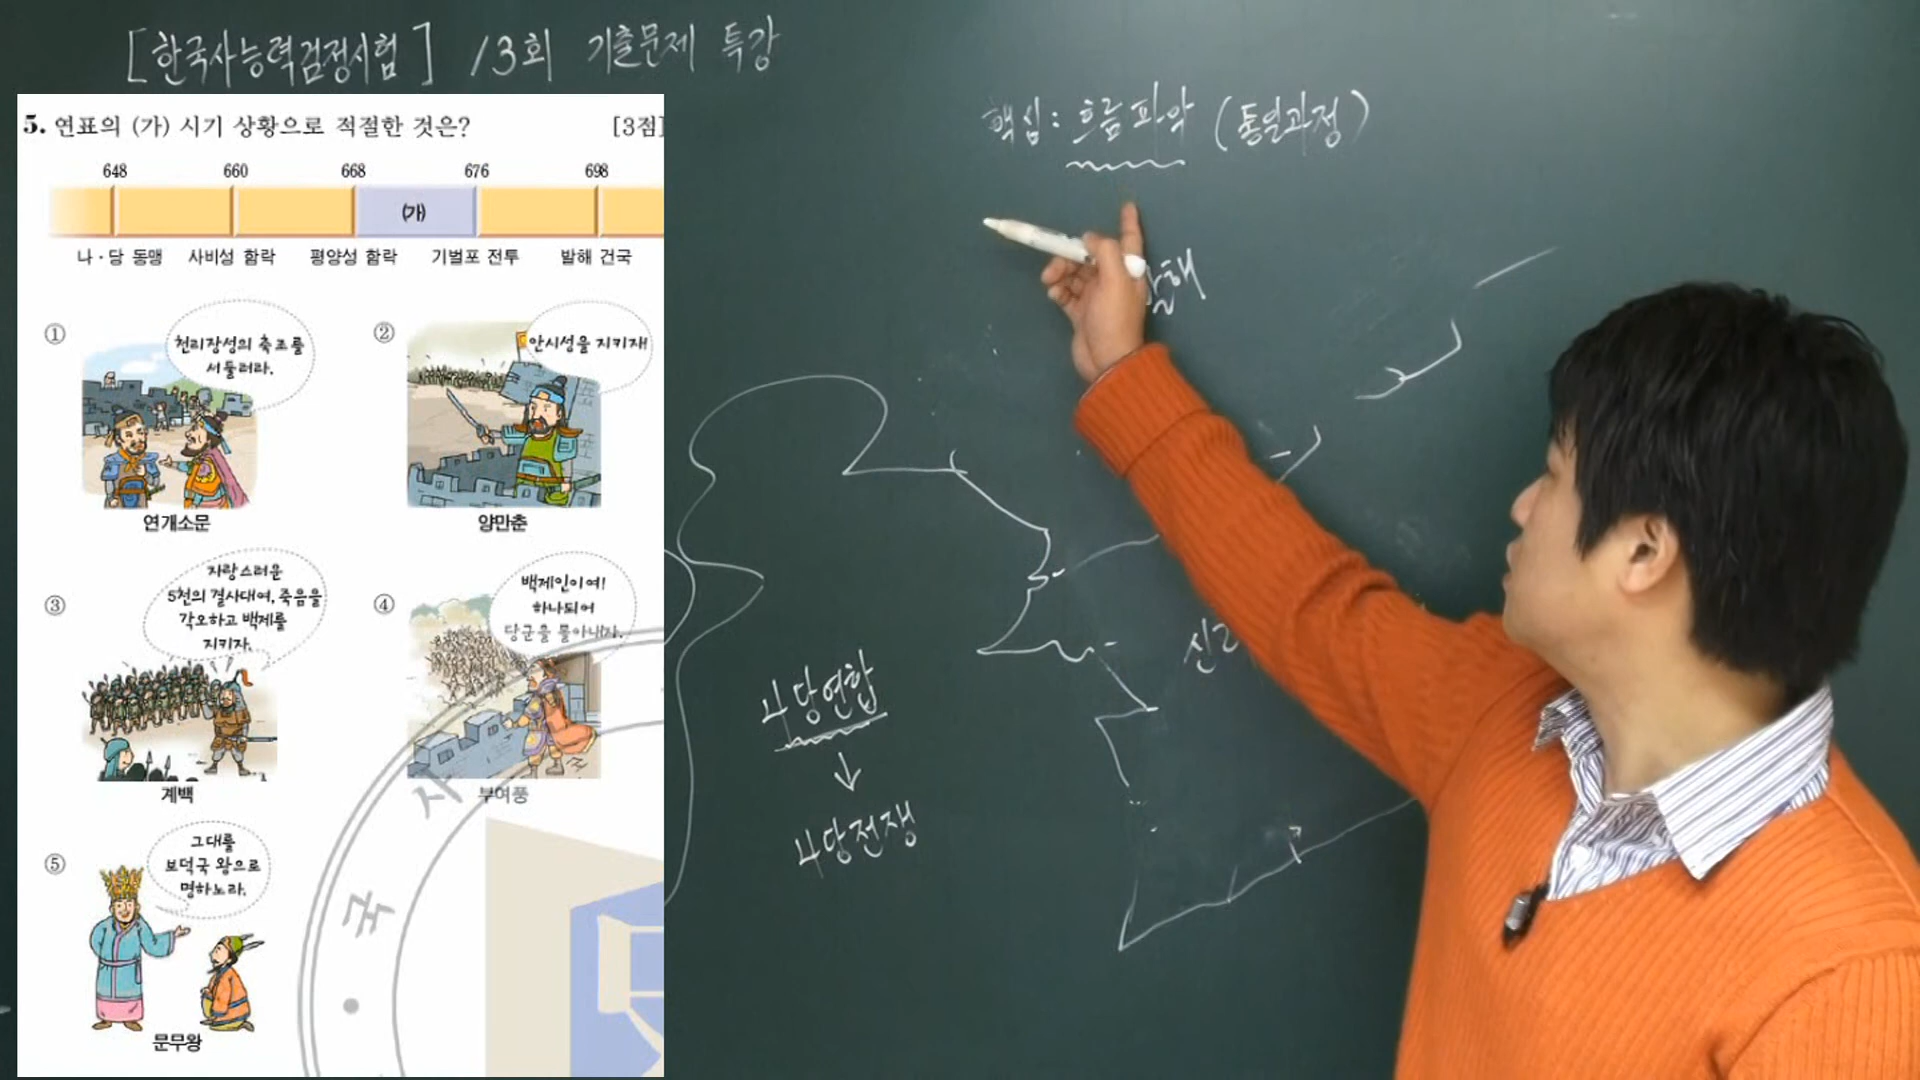 [한국사능력검정시험] 13회 기출문제 특강
5. 연표의 (가) 시기 상황으로 적절한 것은? [3점]
648 660 668 676 698
(가)
나·당 동맹 사비성 함락 평양성 함락 기벌포 전투 발해 건국
①
천리장성의 축조를
서둘러라.
연개소문
②
안시성을 지키자!
양만춘
③
자랑스러운
5천의 결사대여, 죽음을
각오하고 백제를
지키자.
계백
④
백제인이여!
하나되어
당군을 몰아내자.
부여풍
⑤
그대를
보덕국 왕으로
명하노라.
문무왕
사
국
핵심: 흐름파악 (통일과정)
나당연합
↓
나당전쟁